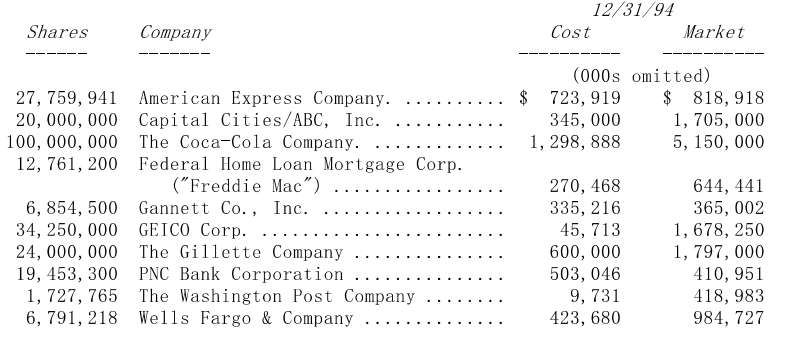 12/31/94
Shares Company Cost Market
------ ------- ---------- ----------
(000s omitted)
27,759,941 American Express Company. .......... $ 723,919 $ 818,918
20,000,000 Capital Cities/ABC, Inc. ........... 345,000 1,705,000
100,000,000 The Coca-Cola Company. ............. 1,298,888 5,150,000
12,761,200 Federal Home Loan Mortgage Corp.
("Freddie Mac") ................. 270,468 644,441
6,854,500 Gannett Co., Inc. .................. 335,216 365,002
34,250,000 GEICO Corp. ........................ 45,713 1,678,250
24,000,000 The Gillette Company ............... 600,000 1,797,000
19,453,300 PNC Bank Corporation ............... 503,046 410,951
1,727,765 The Washington Post Company ........ 9,731 418,983
6,791,218 Wells Fargo & Company .............. 423,680 984,727